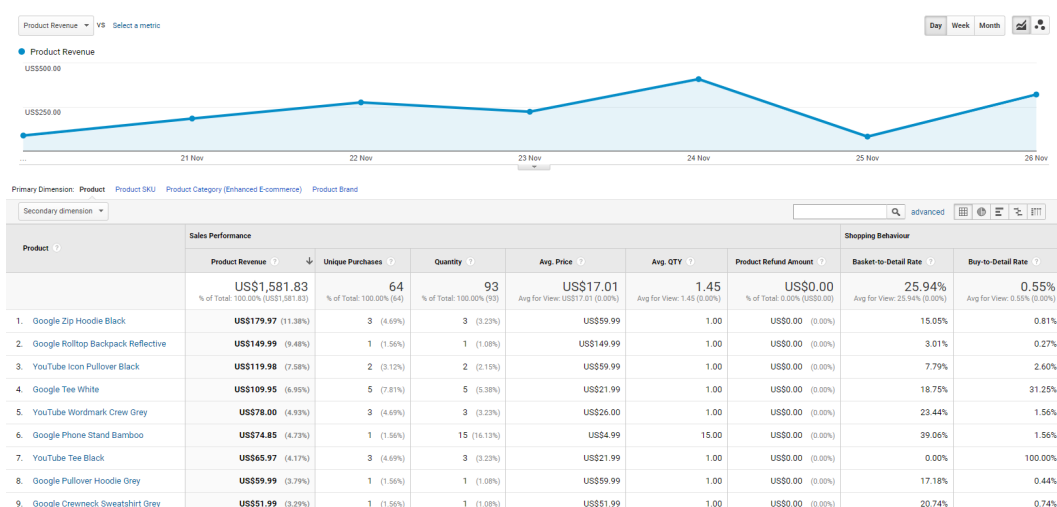 Product Revenue VS Select a metric Day Week Month
Product Revenue
US$500.00
US$250.00
... 21 Nov 22 Nov 23 Nov 24 Nov 25 Nov 26 Nov
Primary Dimension: Product Product SKU Product Category (Enhanced E-commerce) Product Brand
Secondary dimension advanced
Product ? Sales Performance Shopping Behaviour
Product Revenue ? Unique Purchases ? Quantity ? Avg. Price ? Avg. QTY ? Product Refund Amount ? Basket-to-Detail Rate ? Buy-to-Detail Rate ?
US$1,581.83 64 93 US$17.01 1.45 US$0.00 25.94% 0.55%
% of Total: 100.00% (US$1,581.83) % of Total: 100.00% (64) % of Total: 100.00% (93) Avg for View: US$17.01 (0.00%) Avg for View: 1.45 (0.00%) % of Total: 0.00% (US$0.00) Avg for View: 25.94% (0.00%) Avg for View: 0.55% (0.00%)
1. Google Zip Hoodie Black US$179.97 (11.38%) 3 (4.69%) 3 (3.23%) US$59.99 1.00 US$0.00 (0.00%) 15.05% 0.81%
2. Google Rolltop Backpack Reflective US$149.99 (9.48%) 1 (1.56%) 1 (1.08%) US$149.99 1.00 US$0.00 (0.00%) 3.01% 0.27%
3. YouTube Icon Pullover Black US$119.98 (7.58%) 2 (3.12%) 2 (2.15%) US$59.99 1.00 US$0.00 (0.00%) 7.79% 2.60%
4. Google Tee White US$109.95 (6.95%) 5 (7.81%) 5 (5.38%) US$21.99 1.00 US$0.00 (0.00%) 18.75% 31.25%
5. YouTube Wordmark Crew Grey US$78.00 (4.93%) 3 (4.69%) 3 (3.23%) US$26.00 1.00 US$0.00 (0.00%) 23.44% 1.56%
6. Google Phone Stand Bamboo US$74.85 (4.73%) 1 (1.56%) 15 (16.13%) US$4.99 15.00 US$0.00 (0.00%) 39.06% 1.56%
7. YouTube Tee Black US$65.97 (4.17%) 3 (4.69%) 3 (3.23%) US$21.99 1.00 US$0.00 (0.00%) 0.00% 100.00%
8. Google Pullover Hoodie Grey US$59.99 (3.79%) 1 (1.56%) 1 (1.08%) US$59.99 1.00 US$0.00 (0.00%) 17.18% 0.44%
9. Google Crewneck Sweatshirt Grey US$51.99 (3.29%) 1 (1.56%) 1 (1.08%) US$51.99 1.00 US$0.00 (0.00%) 20.74% 0.74%